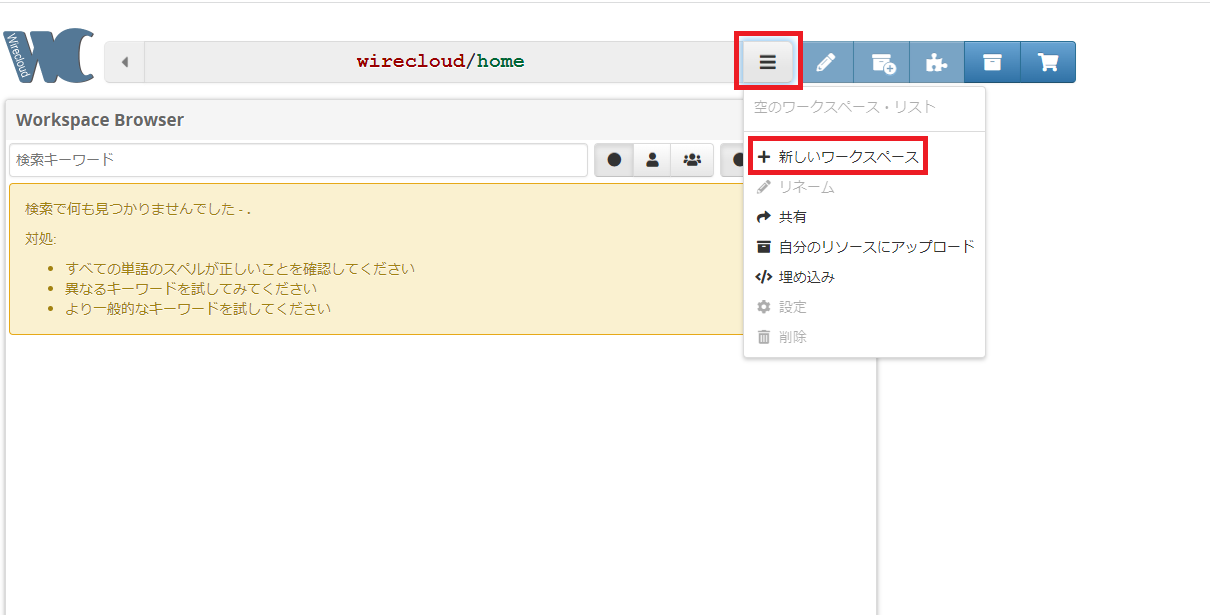 Wirecloud
WC
wirecloud/home
空のワークスペース・リスト
Workspace Browser
検索キーワード
新しいワークスペース
リネーム
共有
自分のリソースにアップロード
埋め込み
設定
削除
検索で何も見つかりませんでした - .
対処:
• すべての単語のスペルが正しいことを確認してください
• 異なるキーワードを試してみてください
• より一般的なキーワードを試してください